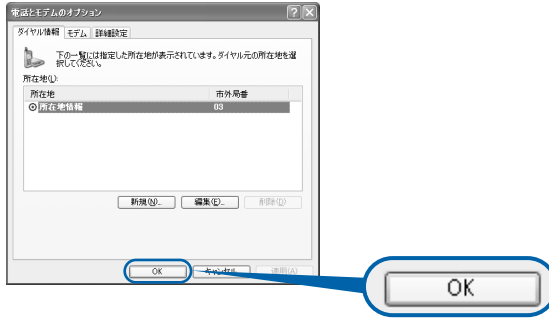 電話とモデムのオプション
ダイヤル情報 モデム 詳細設定
下の一覧には指定した所在地が表示されています。ダイヤル元の所在地を選
択してください。
所在地(L):
所在地 市外局番
所在地情報 03
新規(N)... 編集(E)... 削除(D)
OK キャンセル 適用(A)
OK